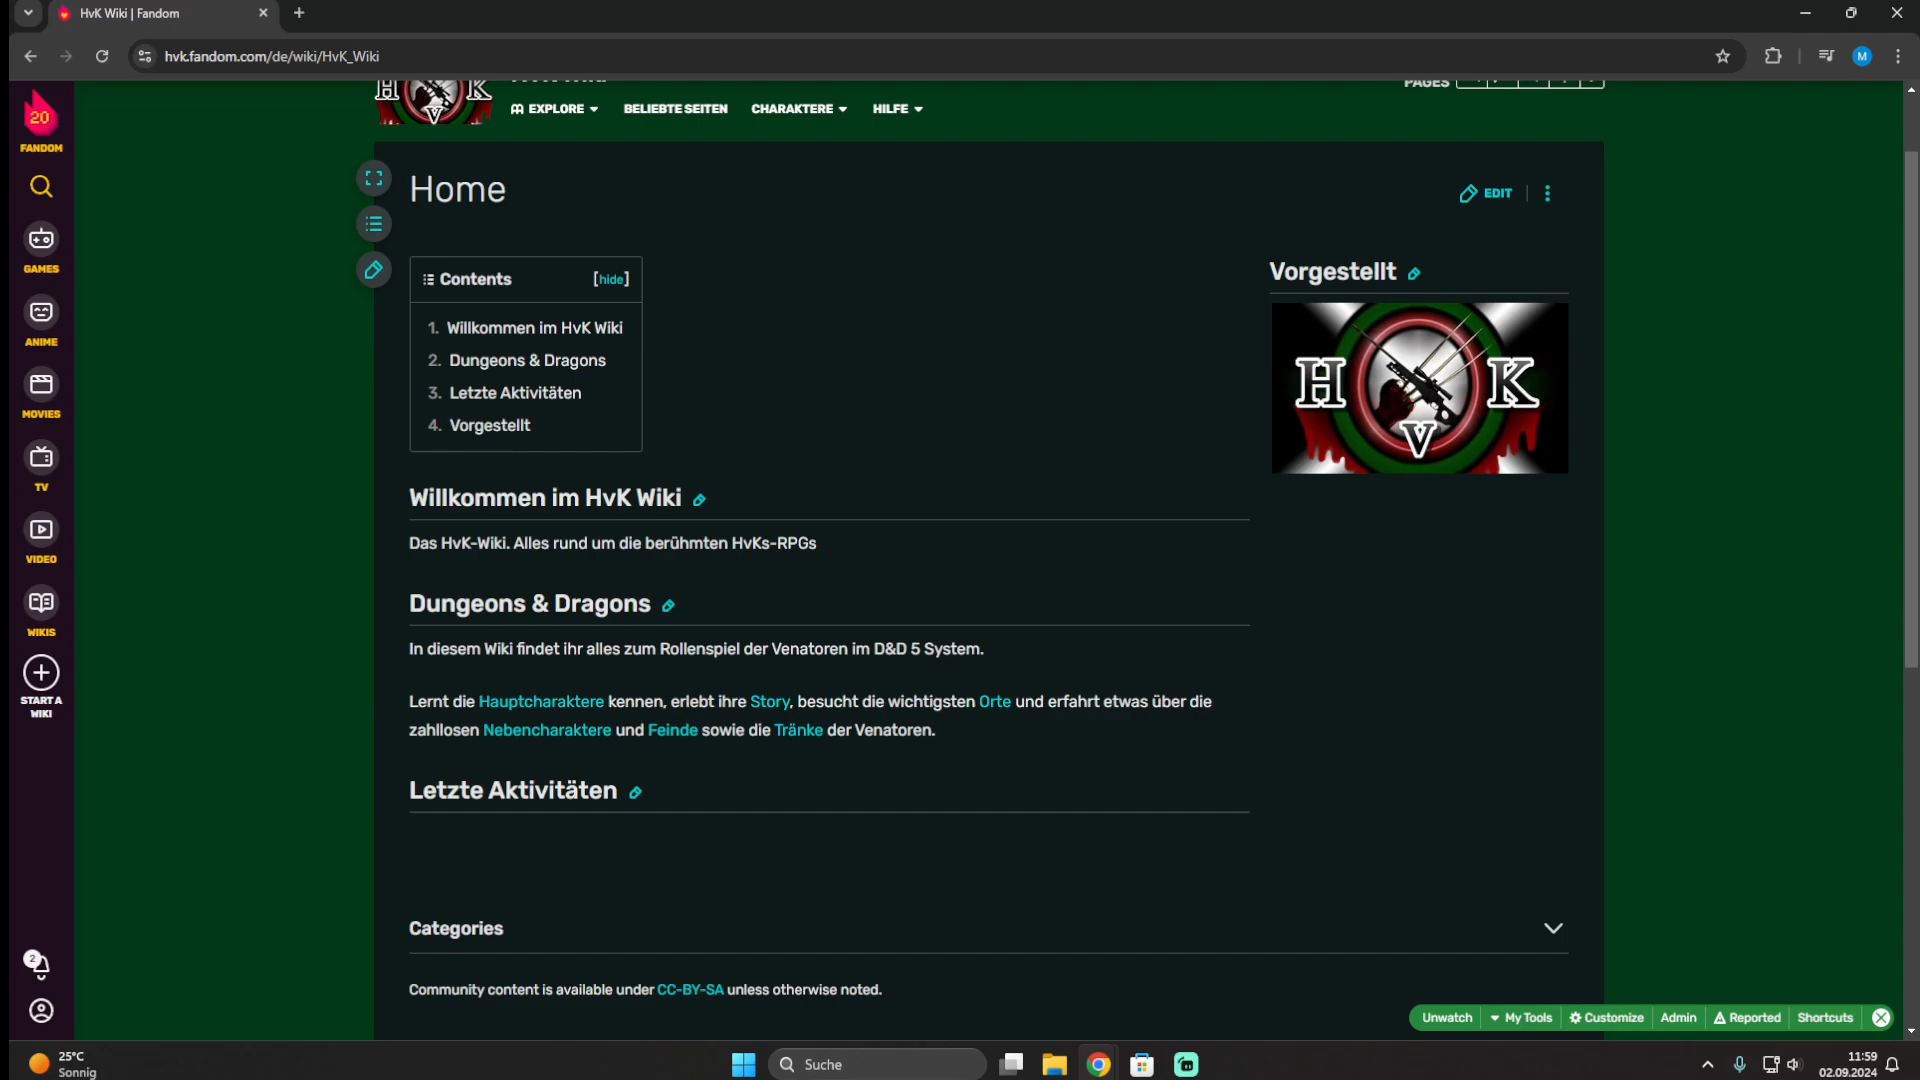 HvK Wiki | Fandom
hvk.fandom.com/de/wiki/HvK_Wiki
20
FANDOM
GAMES
ANIME
MOVIES
TV
VIDEO
WIKIS
START A
WIKI
2
H K
V
PAGES
EXPLORE
BELIEBTE SEITEN
CHARAKTERE
HILFE
Home
EDIT
Contents [hide]
1. Willkommen im HvK Wiki
2. Dungeons & Dragons
3. Letzte Aktivitäten
4. Vorgestellt
Vorgestellt
H K
V
Willkommen im HvK Wiki
Das HvK-Wiki. Alles rund um die berühmten HvKs-RPGs
Dungeons & Dragons
In diesem Wiki findet ihr alles zum Rollenspiel der Venatoren im D&D 5 System.
Lernt die Hauptcharaktere kennen, erlebt ihre Story, besucht die wichtigsten Orte und erfahrt etwas über die
zahllosen Nebencharaktere und Feinde sowie die Tränke der Venatoren.
Letzte Aktivitäten
Categories
Community content is available under CC-BY-SA unless otherwise noted.
Unwatch My Tools Customize Admin Reported Shortcuts
M
25°C
Sonnig
Suche
11:59
02.09.2024